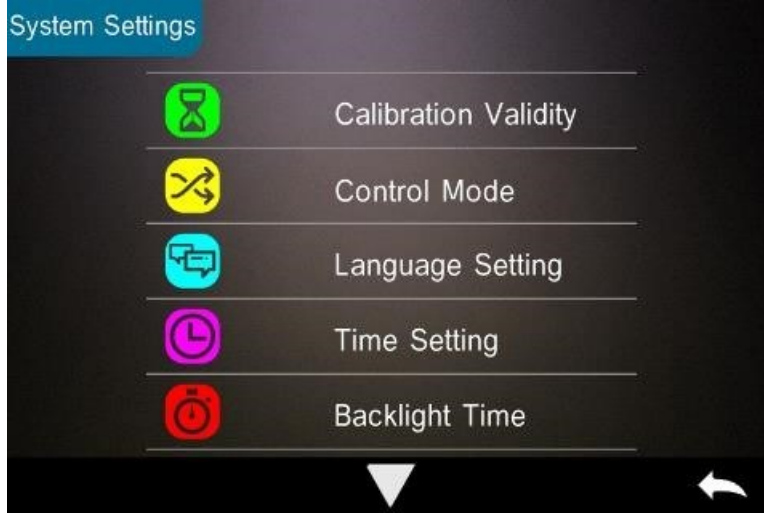 System Settings
Calibration Validity
Control Mode
Language Setting
Time Setting
Backlight Time